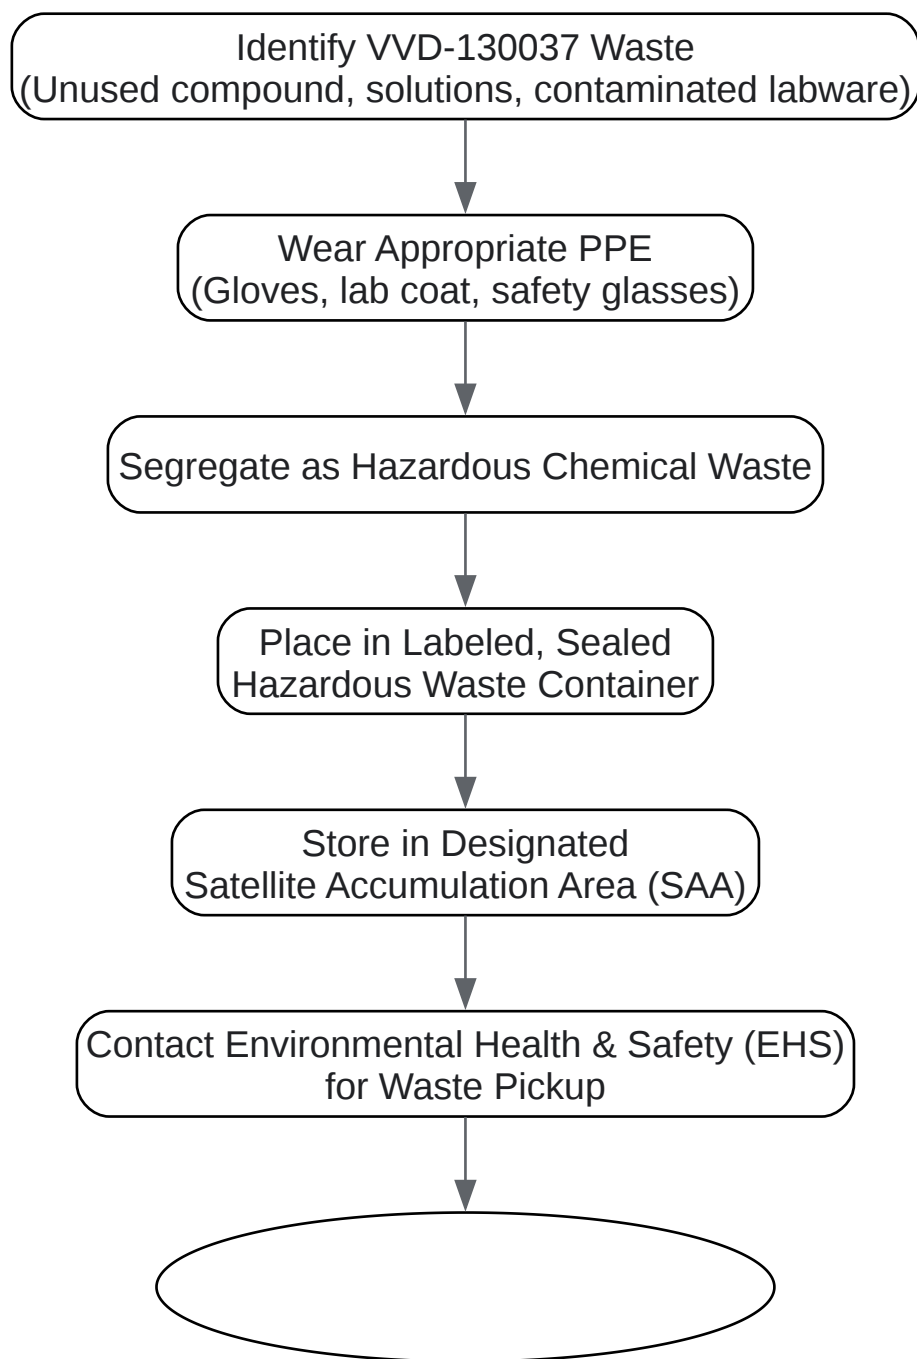 Identify VVD-130037 Waste
(Unused compound, solutions, contaminated labware)
Wear Appropriate PPE
(Gloves, lab coat, safety glasses)
Segregate as Hazardous Chemical Waste
Place in Labeled, Sealed
Hazardous Waste Container
Store in Designated
Satellite Accumulation Area (SAA)
Contact Environmental Health & Safety (EHS)
for Waste Pickup